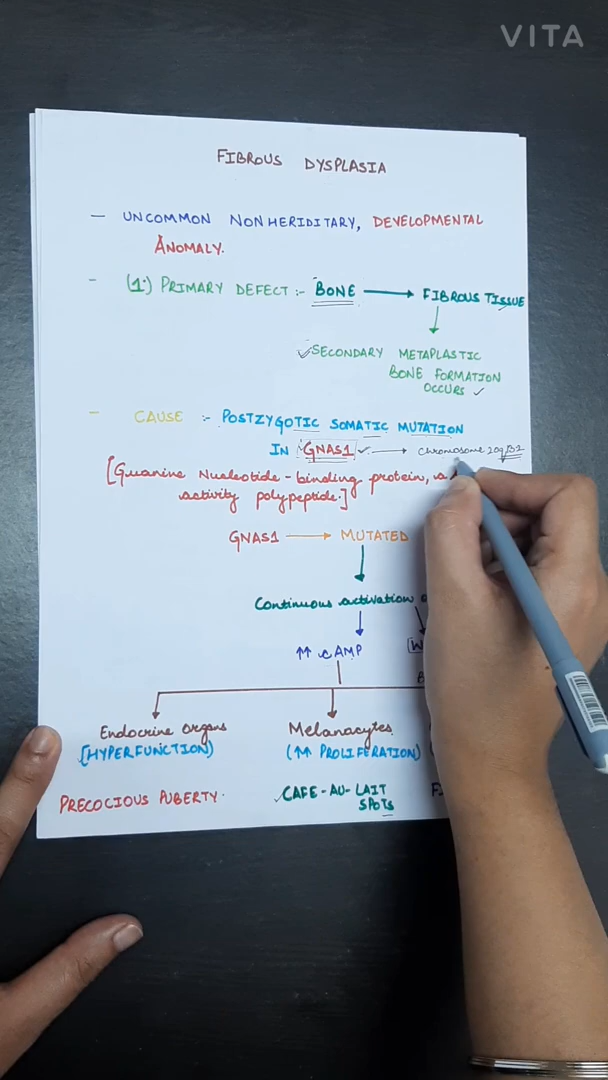 VITA
FIBROUS DYSPLASIA
- UNCOMMON NONHERIDITARY, DEVELOPMENTAL
ANOMALY.
- (1.) PRIMARY DEFECT :- BONE → FIBROUS TISSUE
↓
SECONDARY METAPLASTIC
BONE FORMATION
OCCURS
- CAUSE :- POSTZYGOTIC SOMATIC MUTATION
IN GNAS1 → Chromosome 20q13.2
[Guanine Nucleotide-binding protein,
activity polypeptide.]
GNAS1 → MUTATED
↓
Continuous activation
↓
↑↑ cAMP
Endocrine organs Melanacytes
[HYPERFUNCTION) (↑↑ PROLIFERATION)
PRECOCIOUS PUBERTY. CAFE-AU-LAIT
SPOTS